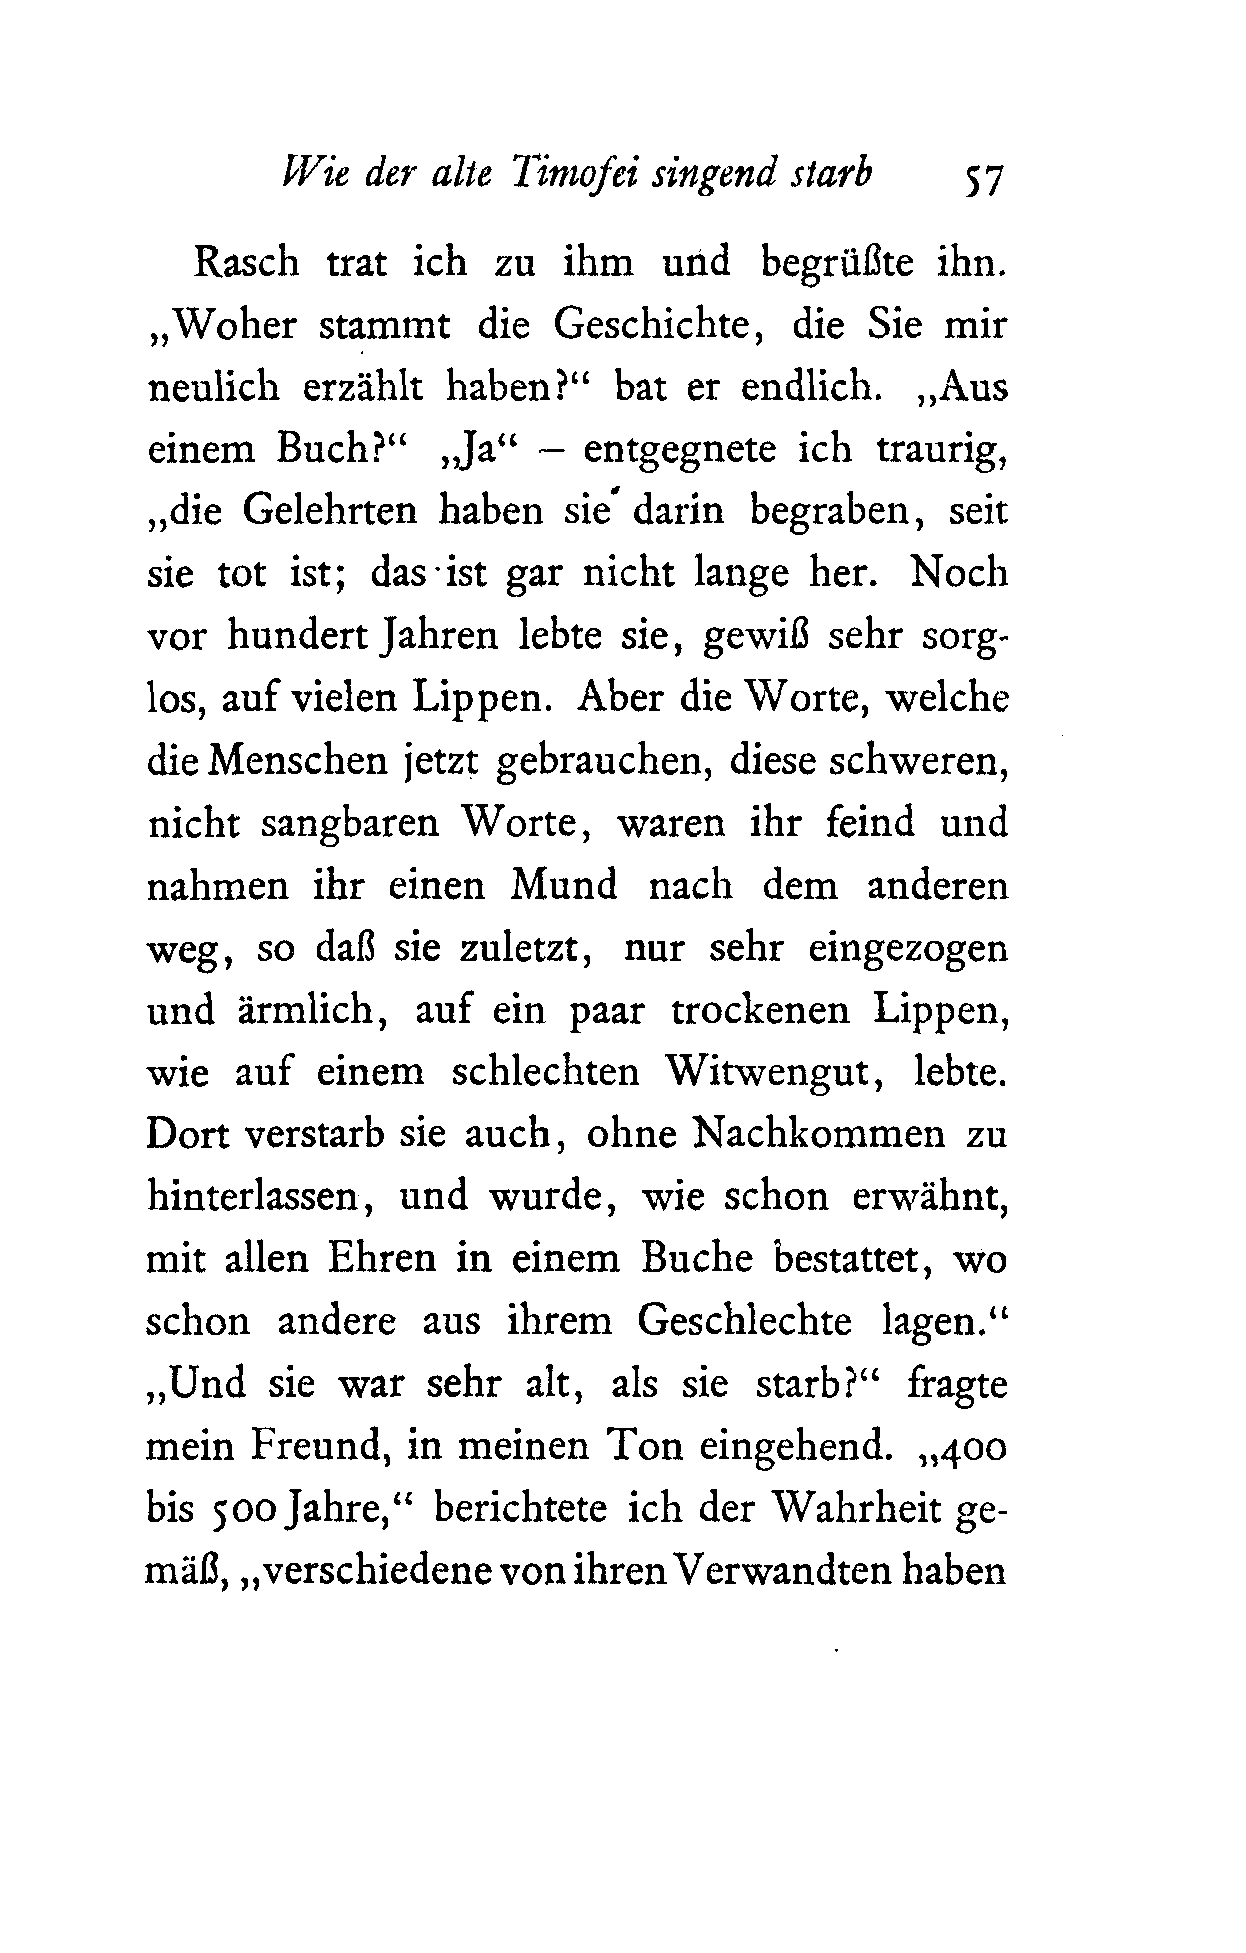 Wie der alte Timofei singend starb 57
Rasch trat ich zu ihm und begrüßte ihn.
„Woher stammt die Geschichte, die Sie mir
neulich erzählt haben?“ bat er endlich. „Aus
einem Buch?“ „Ja“ – entgegnete ich traurig,
„die Gelehrten haben sie darin begraben, seit
sie tot ist; das ist gar nicht lange her. Noch
vor hundert Jahren lebte sie, gewiß sehr sorg-
los, auf vielen Lippen. Aber die Worte, welche
die Menschen jetzt gebrauchen, diese schweren,
nicht sangbaren Worte, waren ihr feind und
nahmen ihr einen Mund nach dem anderen
weg, so daß sie zuletzt, nur sehr eingezogen
und ärmlich, auf ein paar trockenen Lippen,
wie auf einem schlechten Witwengut, lebte.
Dort verstarb sie auch, ohne Nachkommen zu
hinterlassen, und wurde, wie schon erwähnt,
mit allen Ehren in einem Buche bestattet, wo
schon andere aus ihrem Geschlechte lagen.“
„Und sie war sehr alt, als sie starb?“ fragte
mein Freund, in meinen Ton eingehend. „400
bis 500 Jahre,“ berichtete ich der Wahrheit ge-
mäß, „verschiedene von ihren Verwandten haben